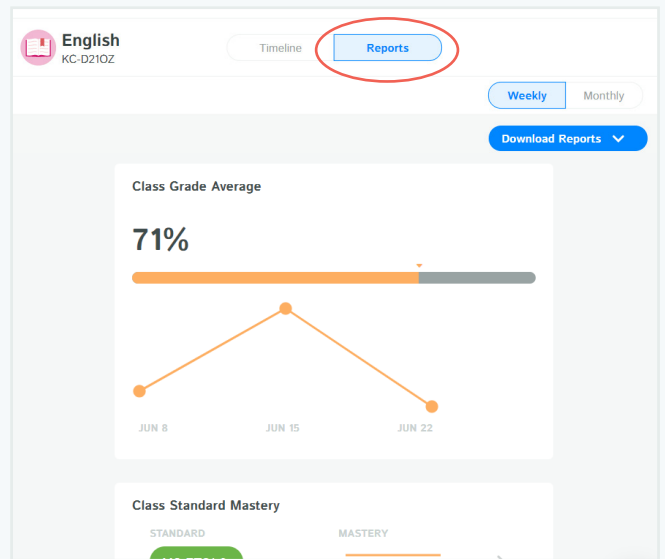 English
KC-D21OZ
Timeline
Reports
Weekly
Monthly
Download Reports
Class Grade Average
71%
JUN 8
JUN 15
JUN 22
Class Standard Mastery
STANDARD
MASTERY